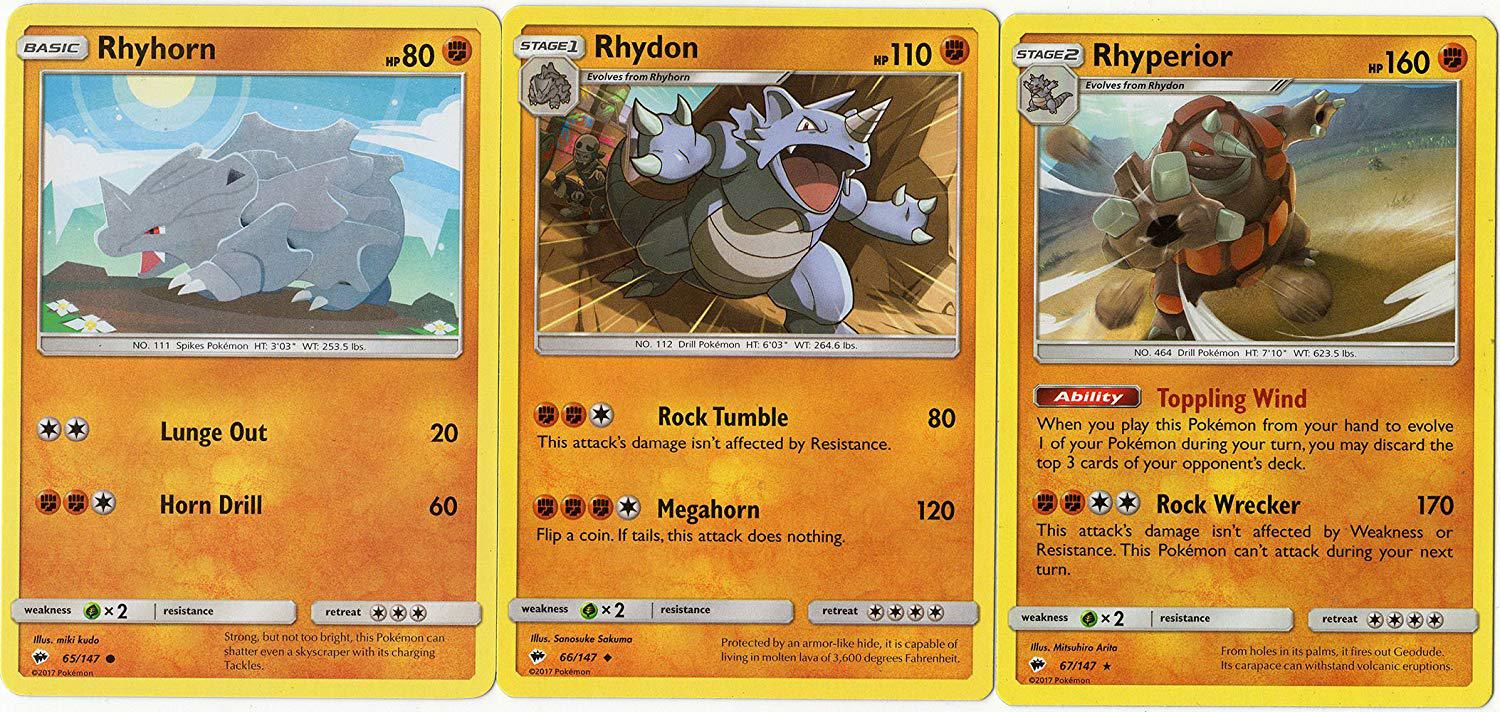 BASIC Rhyhorn HP 80
NO. 111 Spikes Pokémon HT: 3'03" WT: 253.5 lbs.
Lunge Out 20
Horn Drill 60
weakness ×2 resistance retreat
Illus. miki kudo
65/147
©2017 Pokémon
Strong, but not too bright, this Pokémon can
shatter even a skyscraper with its charging
Tackles.
STAGE1 Rhydon HP 110
Evolves from Rhyhorn
NO. 112 Drill Pokémon HT: 6'03" WT: 264.6 lbs.
Rock Tumble 80
This attack's damage isn't affected by Resistance.
Megahorn 120
Flip a coin. If tails, this attack does nothing.
weakness ×2 resistance retreat
Illus. Sanosuke Sakuma
66/147
©2017 Pokémon
Protected by an armor-like hide, it is capable of
living in molten lava of 3,600 degrees Fahrenheit.
STAGE2 Rhyperior HP 160
Evolves from Rhydon
NO. 464 Drill Pokémon HT: 7'10" WT: 623.5 lbs.
Ability Toppling Wind
When you play this Pokémon from your hand to evolve
1 of your Pokémon during your turn, you may discard the
top 3 cards of your opponent's deck.
Rock Wrecker 170
This attack's damage isn't affected by Weakness or
Resistance. This Pokémon can't attack during your next
turn.
weakness ×2 resistance retreat
Illus. Mitsuhiro Arita
67/147
©2017 Pokémon
From holes in its palms, it fires out Geodude.
Its carapace can withstand volcanic eruptions.